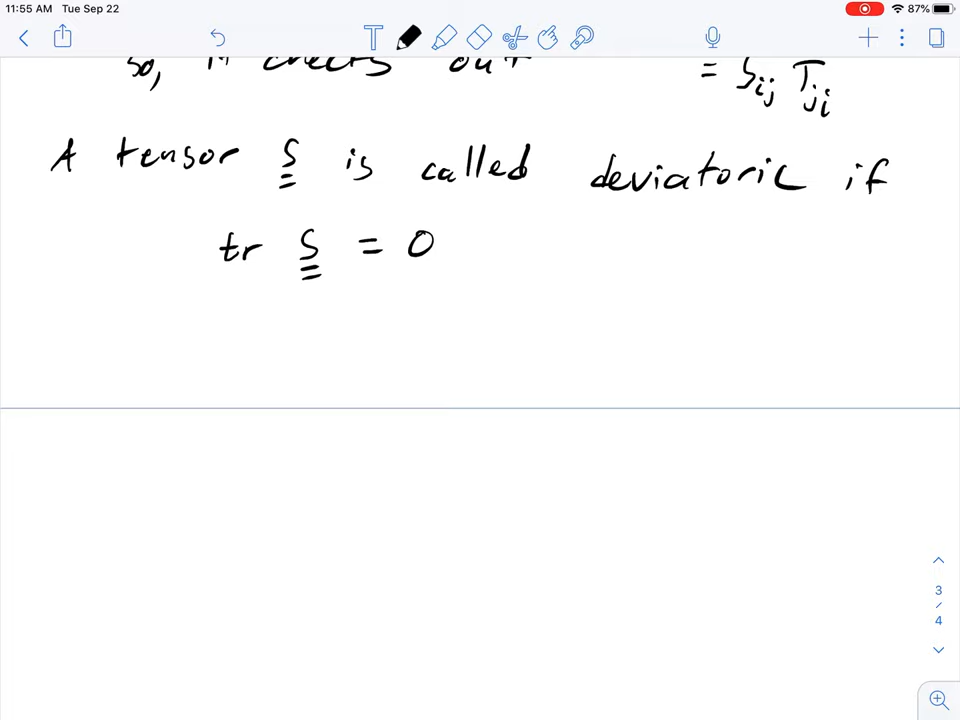 11:55 AM Tue Sep 22 87%
so, it checks out = S_ij T_ji
A tensor S is called deviatoric if
tr S = 0
3
/
4